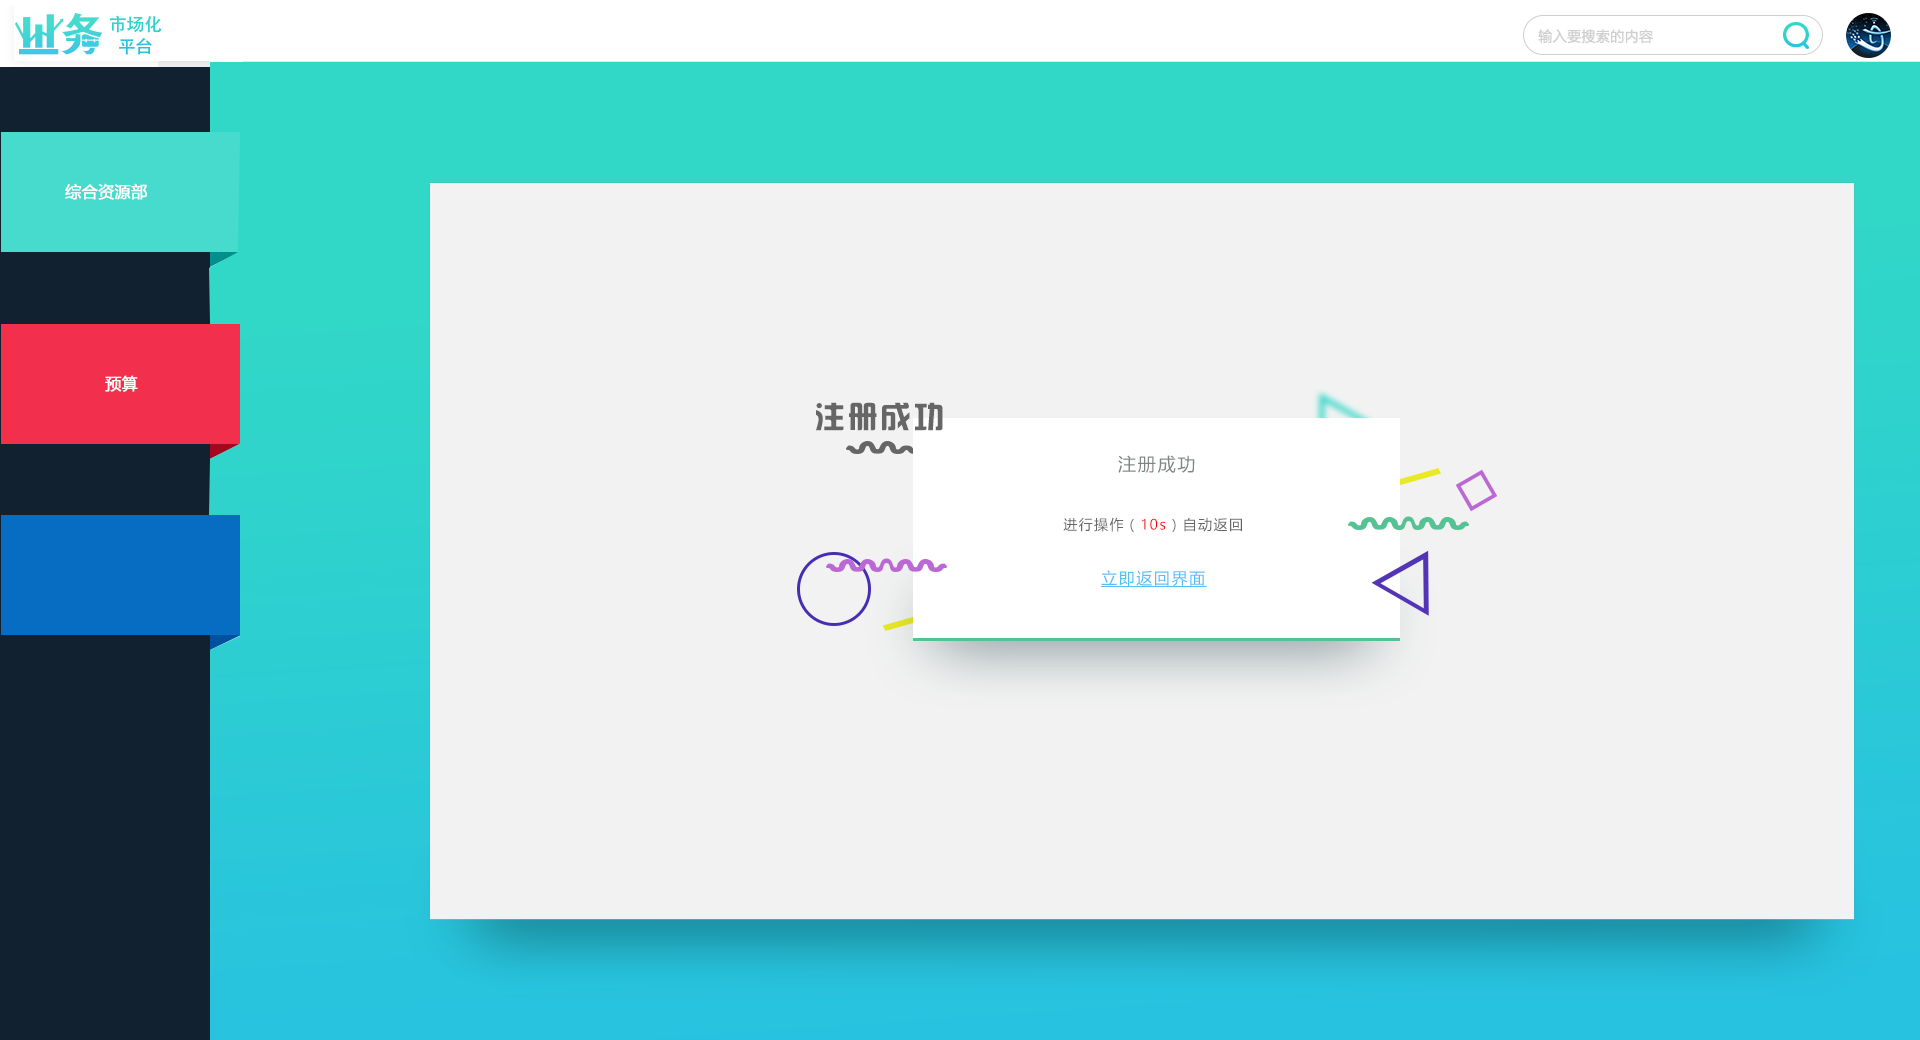 业务
市场化
平台
输入要搜索的内容
综合资源部
预算
注册成功
注册成功
进行操作（10s）自动返回
立即返回界面